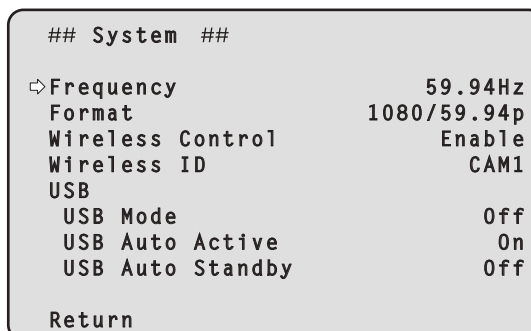 ## System ##
⇨Frequency 59.94Hz
Format 1080/59.94p
Wireless Control Enable
Wireless ID CAM1
USB
USB Mode Off
USB Auto Active On
USB Auto Standby Off
Return